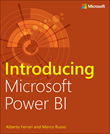 Microsoft
Introducing
Microsoft
Power BI
Alberto Ferrari and Marco Russo